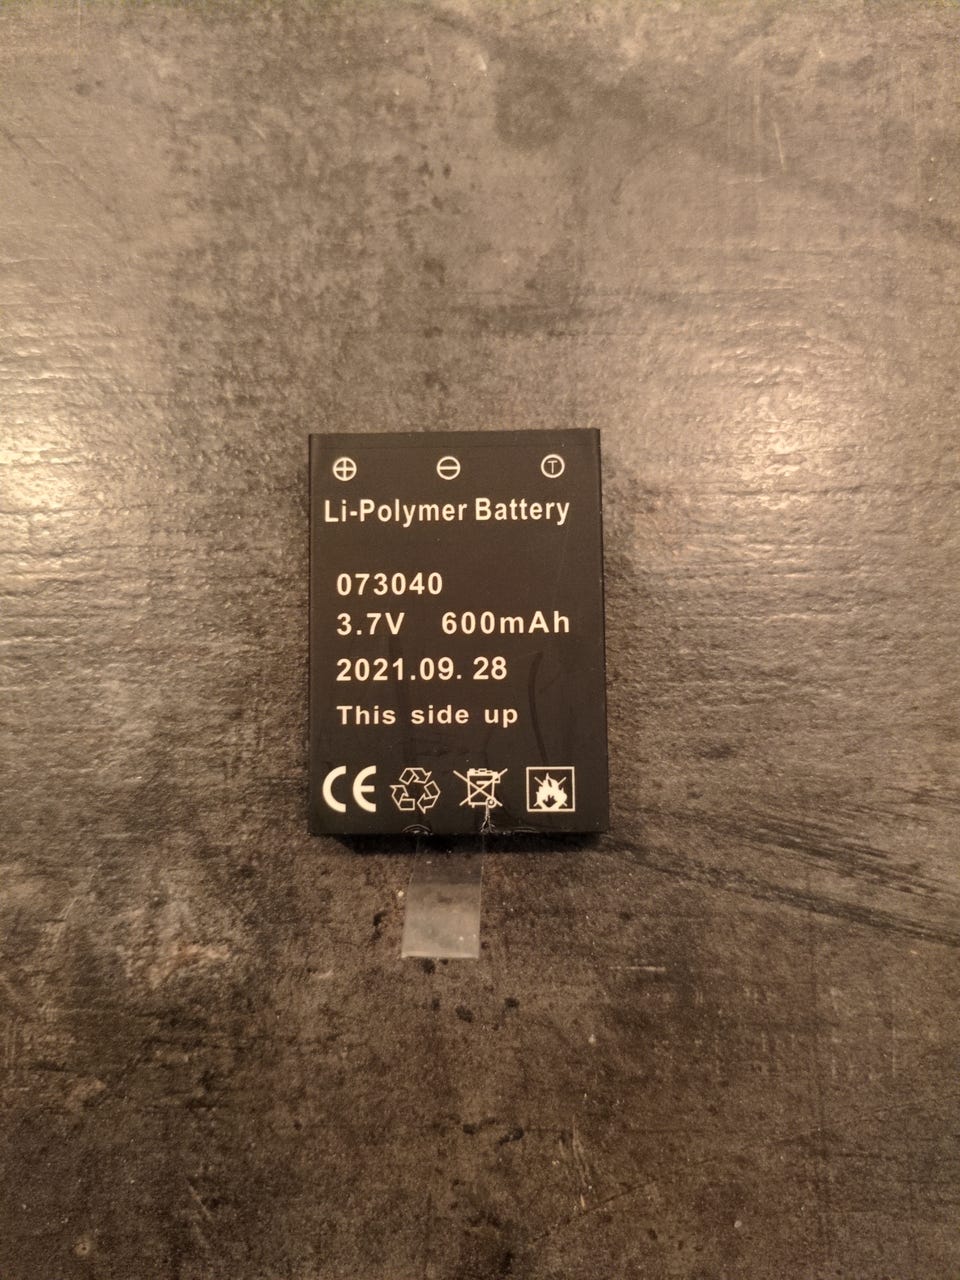 ⊕ ⊖ Ⓣ
Li-Polymer Battery
073040
3.7V 600mAh
2021.09. 28
This side up
CE